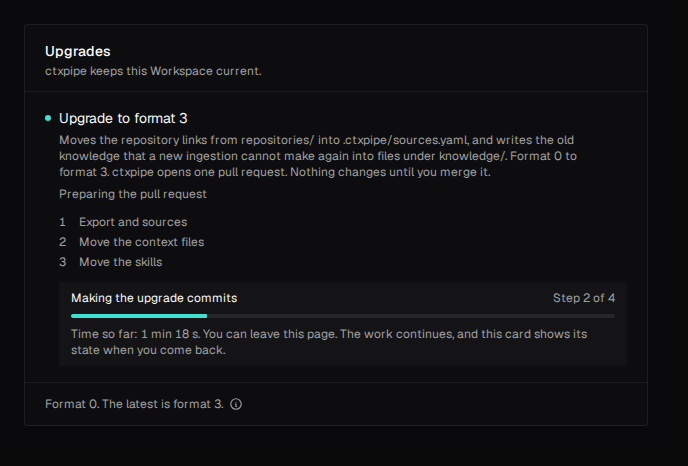 Upgrades
ctxpipe keeps this Workspace current.
Upgrade to format 3
Moves the repository links from repositories/ into .ctxpipe/sources.yaml, and writes the old
knowledge that a new ingestion cannot make again into files under knowledge/. Format 0 to
format 3. ctxpipe opens one pull request. Nothing changes until you merge it.
Preparing the pull request
1 Export and sources
2 Move the context files
3 Move the skills
Making the upgrade commits Step 2 of 4
Time so far: 1 min 18 s. You can leave this page. The work continues, and this card shows its
state when you come back.
Format 0. The latest is format 3.